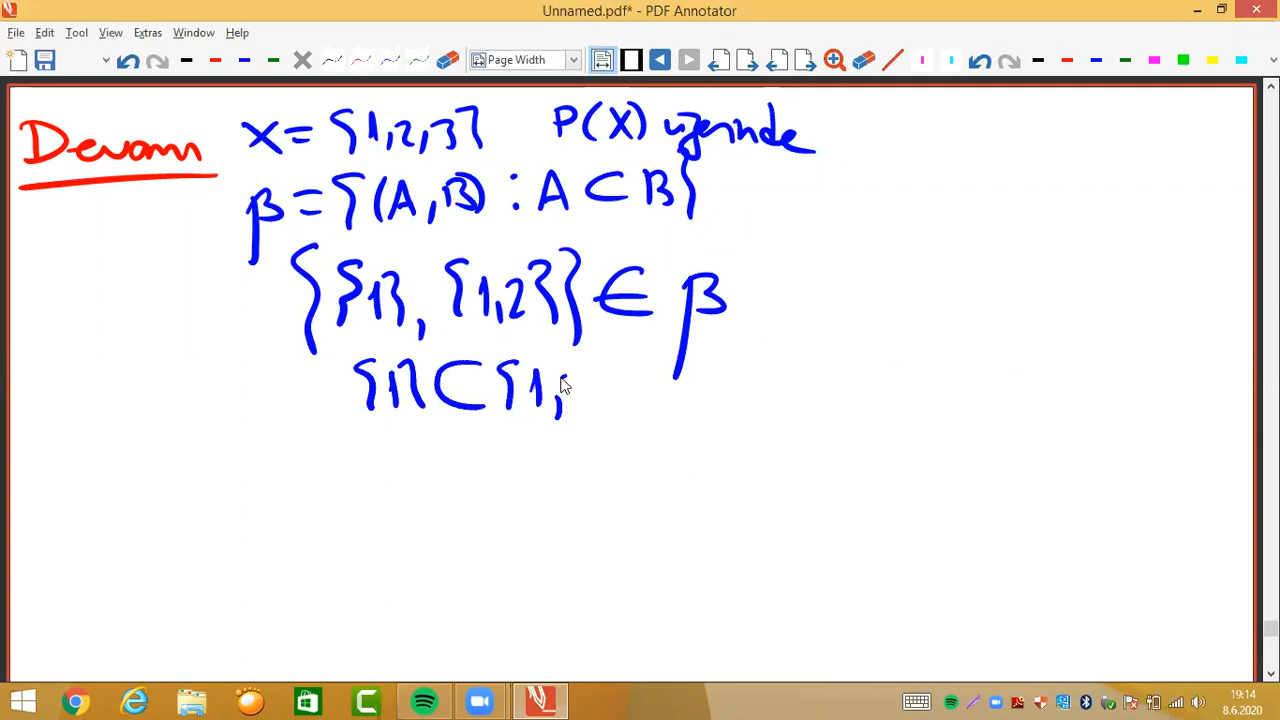 Unnamed.pdf* - PDF Annotator
File Edit Tool View Extras Window Help
Page Width
Devamı X = {1,2,3} P(X) üzerinde
β = {(A,B) : A ⊂ B}
{{1}, {1,2}} ∈ β
{1} ⊂ {1,
19:14
8.6.2020